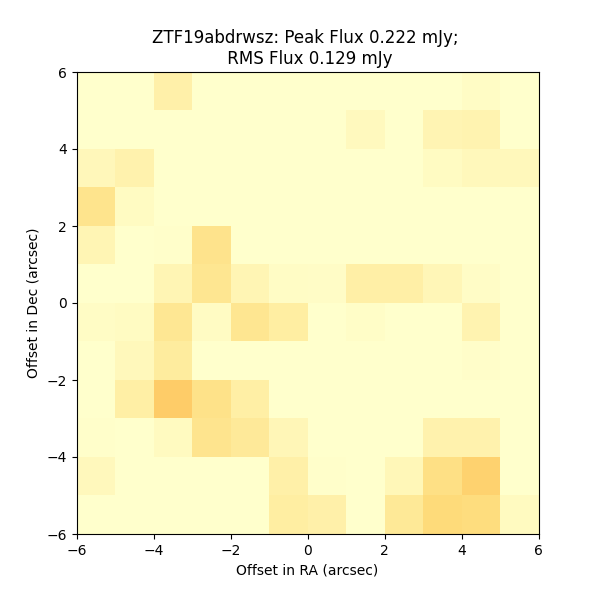 ZTF19abdrwsz: Peak Flux 0.222 mJy;
RMS Flux 0.129 mJy
6
4
2
0
−2
−4
−6
Offset in Dec (arcsec)
−6 −4 −2 0 2 4 6
Offset in RA (arcsec)